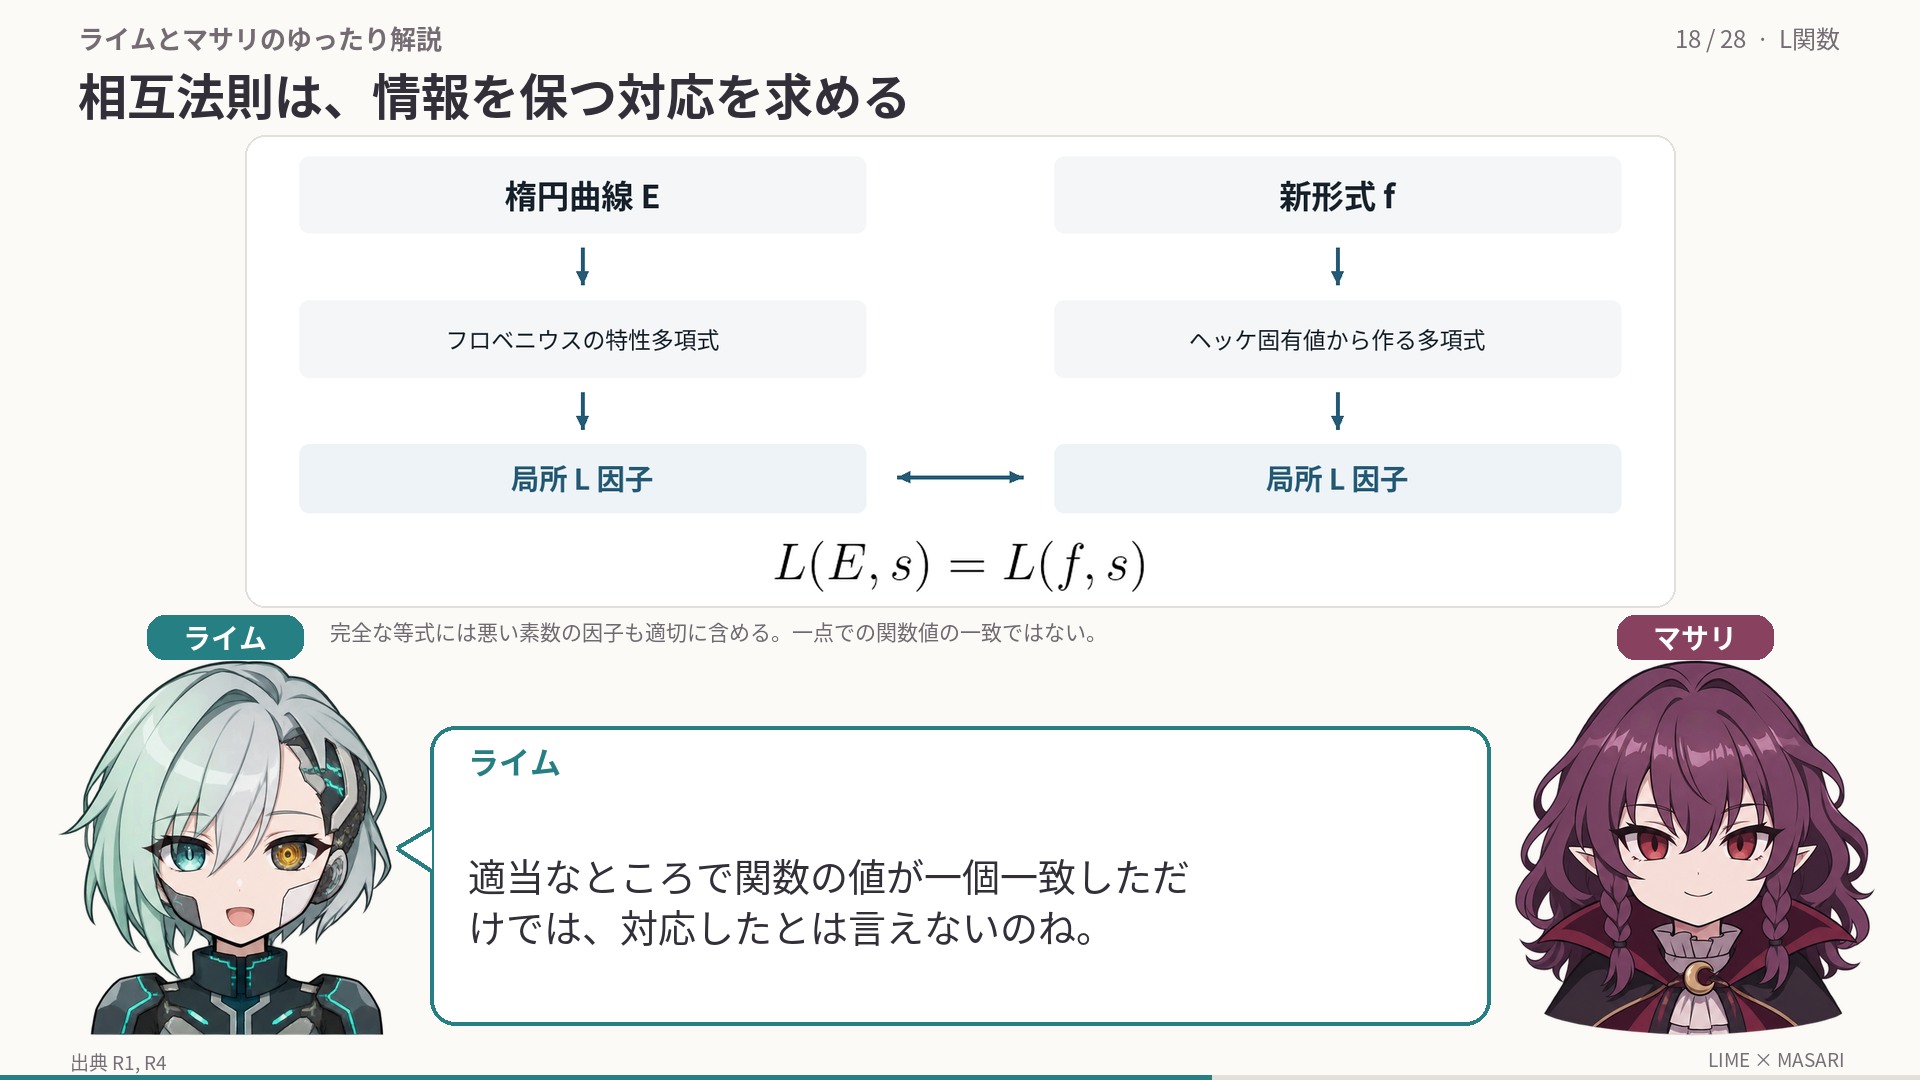 ライムとマサリのゆったり解説
18 / 28 · L関数
相互法則は、情報を保つ対応を求める
楕円曲線 E
新形式 f
フロベニウスの特性多項式
ヘッケ固有値から作る多項式
局所 L 因子
局所 L 因子
L(E, s) = L(f, s)
ライム
完全な等式には悪い素数の因子も適切に含める。一点での関数値の一致ではない。
マサリ
ライム
適当なところで関数の値が一個一致しただ
けでは、対応したとは言えないのね。
出典 R1, R4
LIME × MASARI